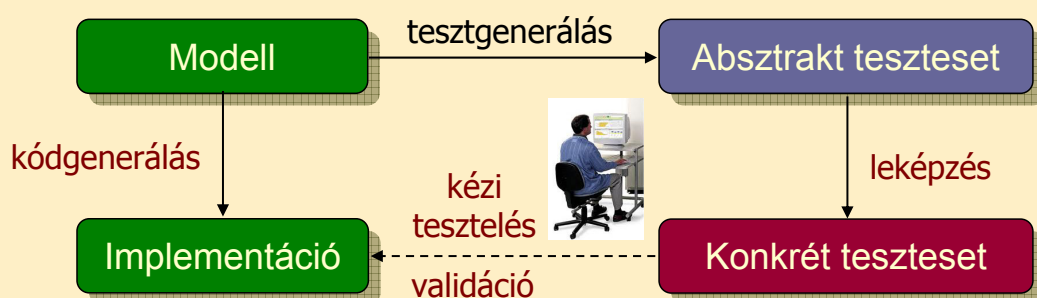 Modell
tesztgenerálás
Absztrakt teszteset
kódgenerálás
leképzés
kézi
tesztelés
Implementáció
validáció
Konkrét teszteset